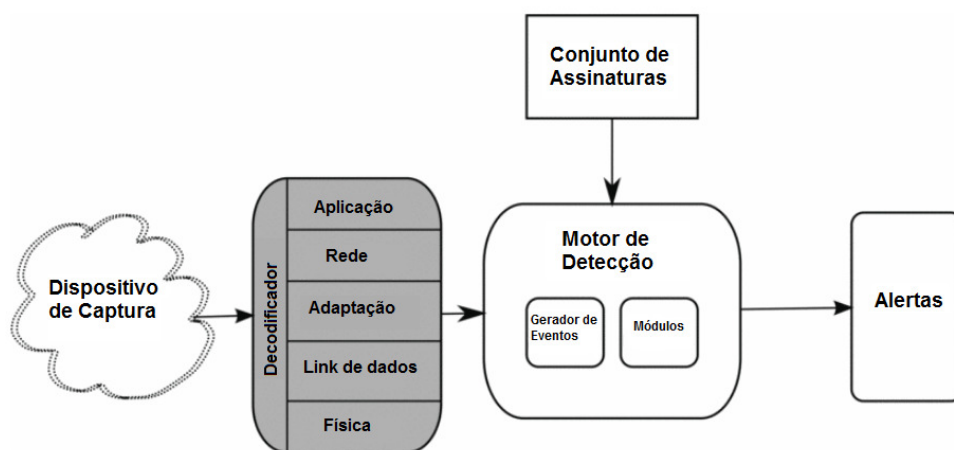 Conjunto de
Assinaturas
Dispositivo
de Captura
Decodificador
Aplicação
Rede
Adaptação
Link de dados
Física
Motor de
Detecção
Gerador de
Eventos
Módulos
Alertas